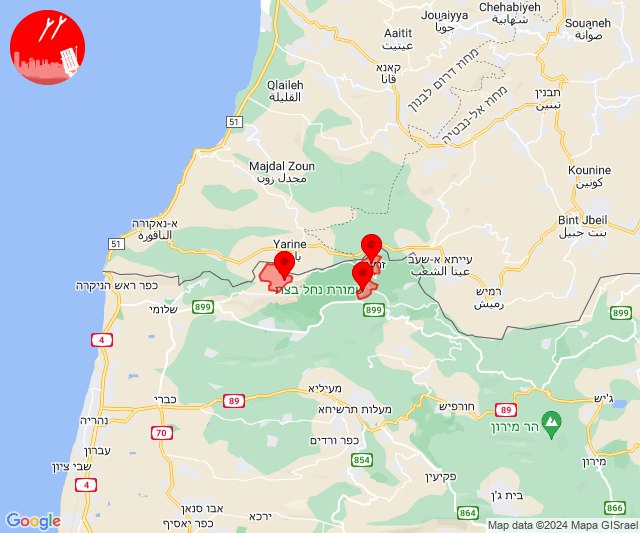 Chehabiyeh
شهابية
Jouaiyya
جويا
Souaneh
صوانة
Aaitit
عيتيت
מחוז דרום לבנון
קאנא
قانا
Qlaileh
القليلة
תבנין
تبنين
מחוז אל-נבטיה
51
Majdal Zoun
مجدل زون
Kounine
كونين
א-נאקורה
الناقورة
Bint Jbeil
بنت جبيل
51
Yarine
עייתא א-שעב
عيتا الشعب
כפר ראש הניקרה
רמיש
رميش
שמורת נחל בצת
899
899
שלומי
4
מעיליא
ג'יש
כברי
89
מעלות תרשיחא
חורפיש
89
נהריה
70
הר מירון
כפר ורדים
עברון
שבי ציון
854
פקיעין
מירון
4
בית ג'ן
אבו סנאן
ירכא
כפר יאסיף
864
866
Google
Map data ©2024 Mapa GISrael